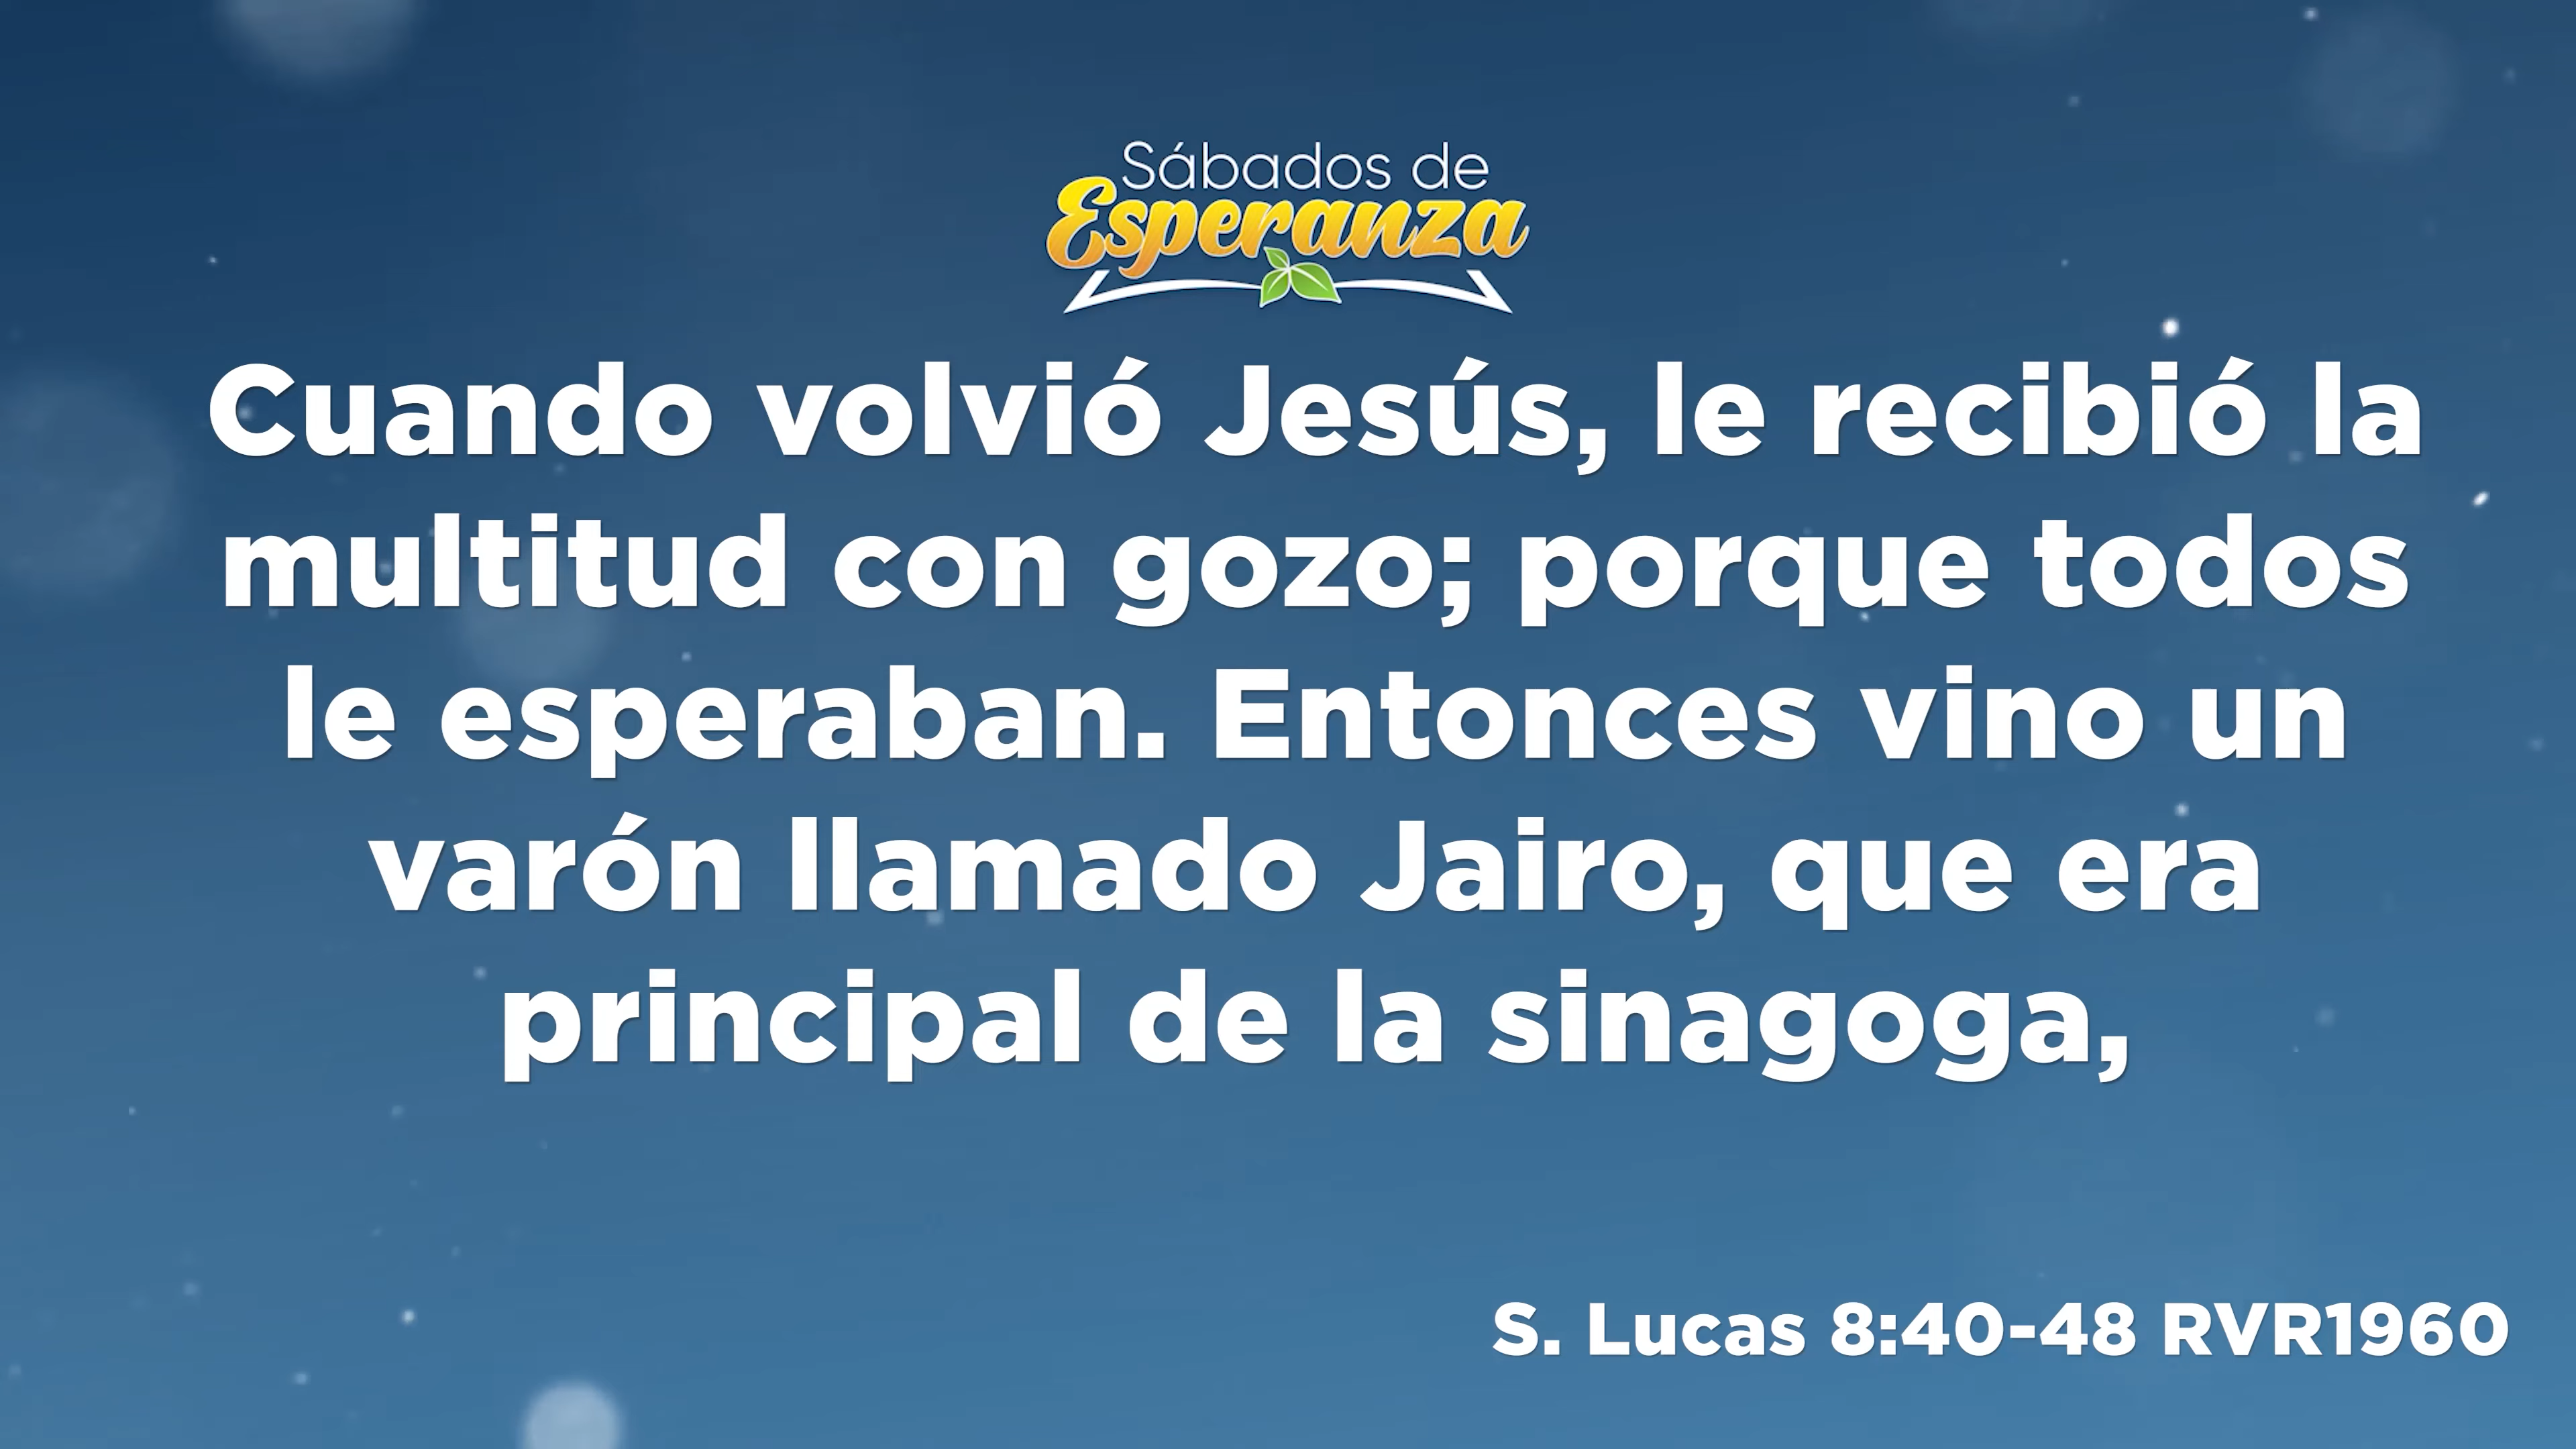 Sábados de
Esperanza
Cuando volvió Jesús, le recibió la
multitud con gozo; porque todos
le esperaban. Entonces vino un
varón llamado Jairo, que era
principal de la sinagoga,
S. Lucas 8:40-48 RVR1960